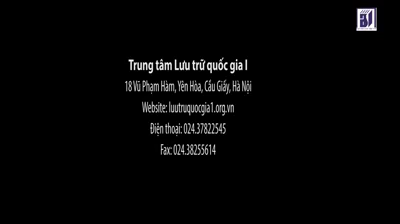 Trung tâm Lưu trữ quốc gia I
18 Vũ Phạm Hàm, Yên Hòa, Cầu Giấy, Hà Nội
Website: luutruquocgia1.org.vn
Điện thoại: 024.37822545
Fax: 024.38255614